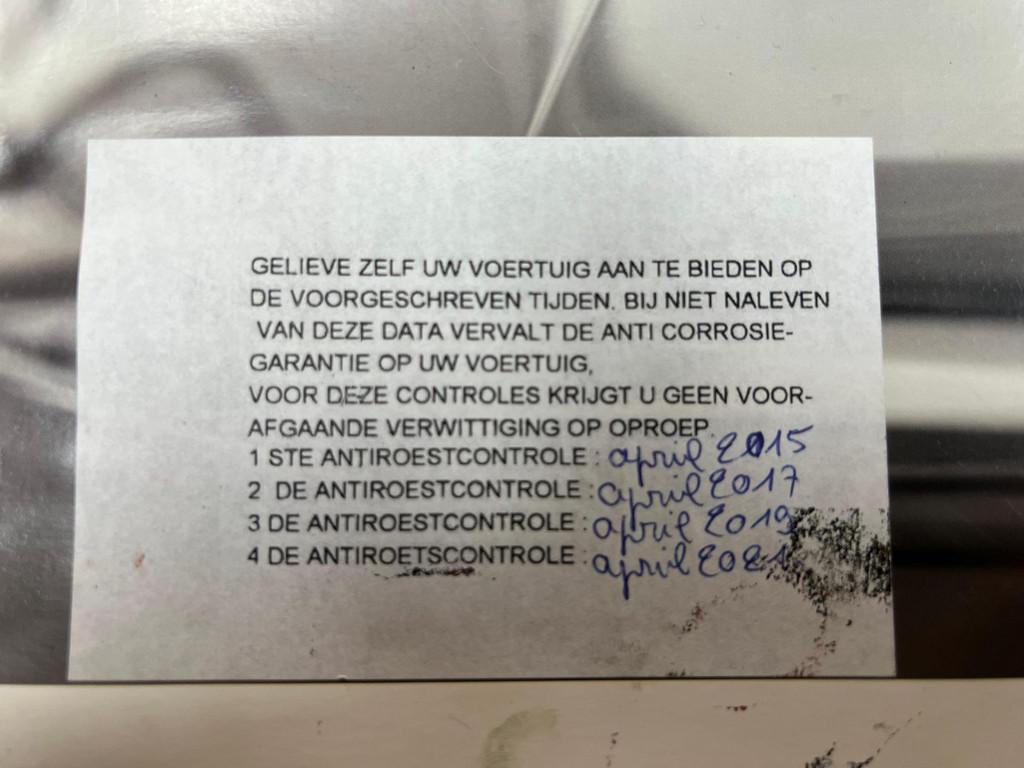 GELIEVE ZELF UW VOERTUIG AAN TE BIEDEN OP
DE VOORGESCHREVEN TIJDEN. BIJ NIET NALEVEN
VAN DEZE DATA VERVALT DE ANTI CORROSIE-
GARANTIE OP UW VOERTUIG,
VOOR DEZE CONTROLES KRIJGT U GEEN VOOR-
AFGAANDE VERWITTIGING OP OPROEP.
1 STE ANTIROESTCONTROLE : april 2015
2 DE ANTIROESTCONTROLE : april 2017
3 DE ANTIROESTCONTROLE : april 2019
4 DE ANTIROETSCONTROLE : april 2021